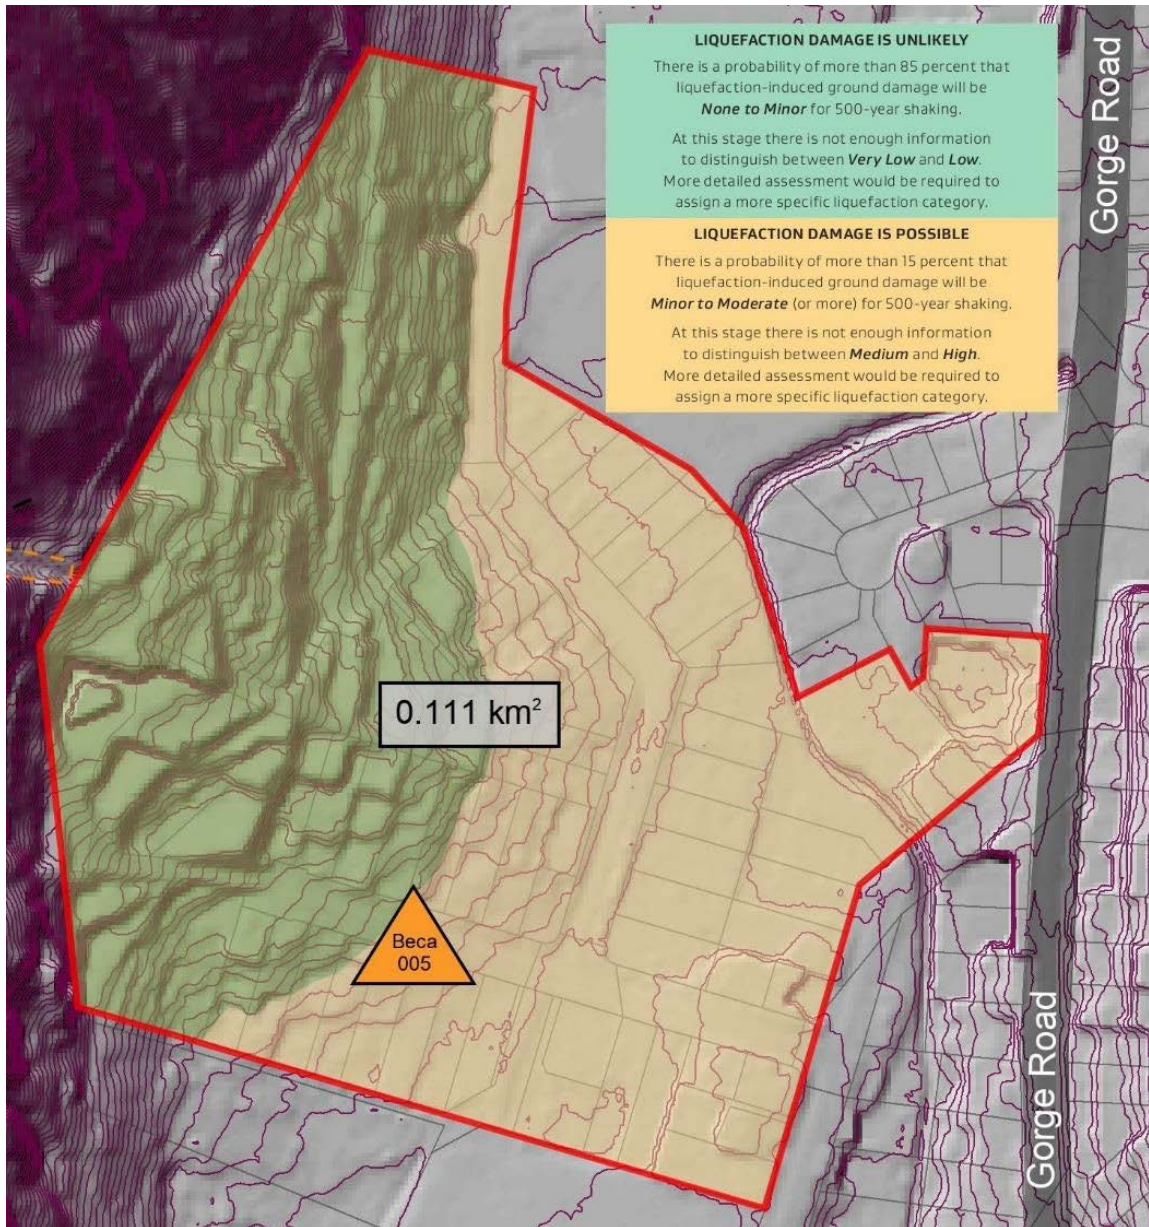 LIQUEFACTION DAMAGE IS UNLIKELY
There is a probability of more than 85 percent that
liquefaction-induced ground damage will be
None to Minor for 500-year shaking.
At this stage there is not enough information
to distinguish between Very Low and Low.
More detailed assessment would be required to
assign a more specific liquefaction category.
LIQUEFACTION DAMAGE IS POSSIBLE
There is a probability of more than 15 percent that
liquefaction-induced ground damage will be
Minor to Moderate (or more) for 500-year shaking.
At this stage there is not enough information
to distinguish between Medium and High.
More detailed assessment would be required to
assign a more specific liquefaction category.
Gorge Road
0.111 km²
Beca
005
Gorge Road